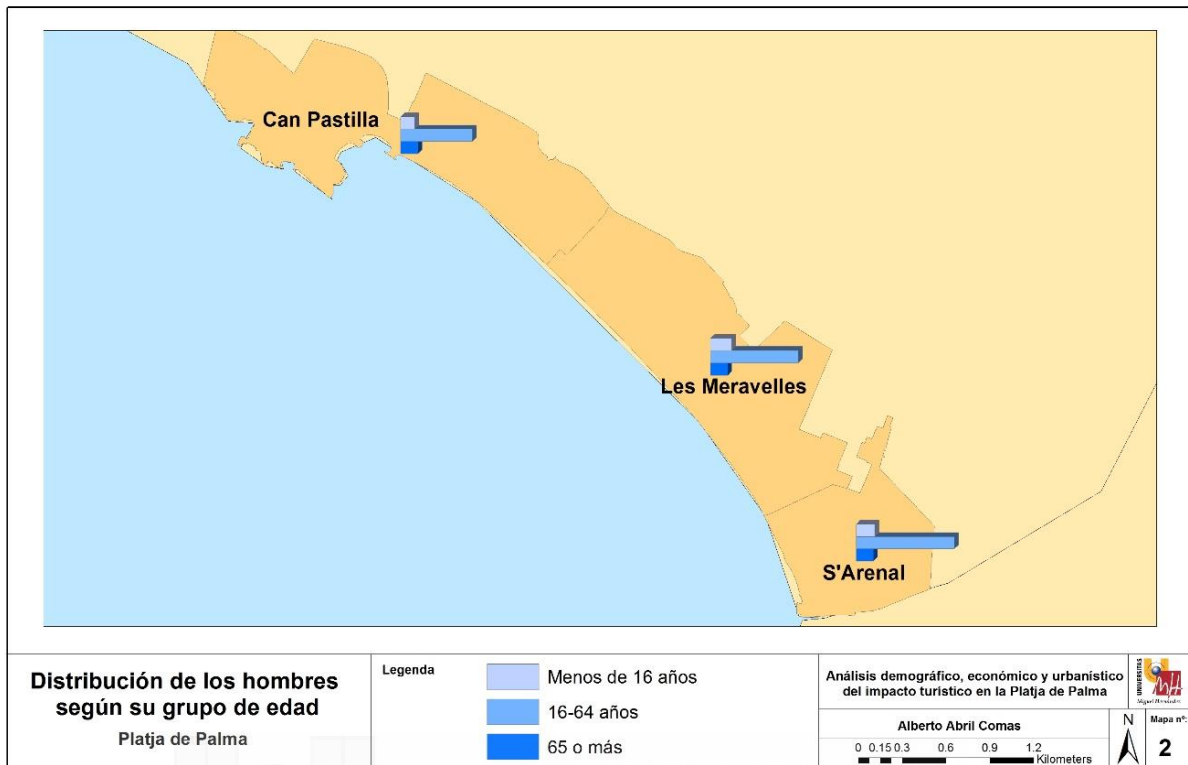 Can Pastilla
Les Meravelles
S'Arenal
Distribución de los hombres
según su grupo de edad
Platja de Palma
Legenda
Menos de 16 años
16-64 años
65 o más
Análisis demográfico, económico y urbanístico
del impacto turístico en la Platja de Palma
Alberto Abril Comas
0 0.15 0.3 0.6 0.9 1.2
Kilometers
UNIVERSITAS
Miguel Hernández
N
Mapa nº:
2